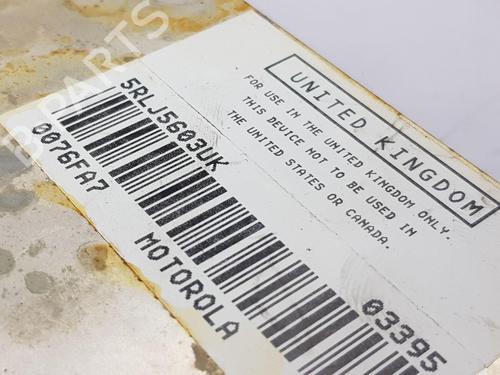 UNITED KINGDOM
FOR USE IN THE UNITED KINGDOM ONLY.
THIS DEVICE NOT TO BE USED IN
THE UNITED STATES OR CANADA.
5RLJ5603UK
0076FA7
03395
MOTOROLA
B-PARTS